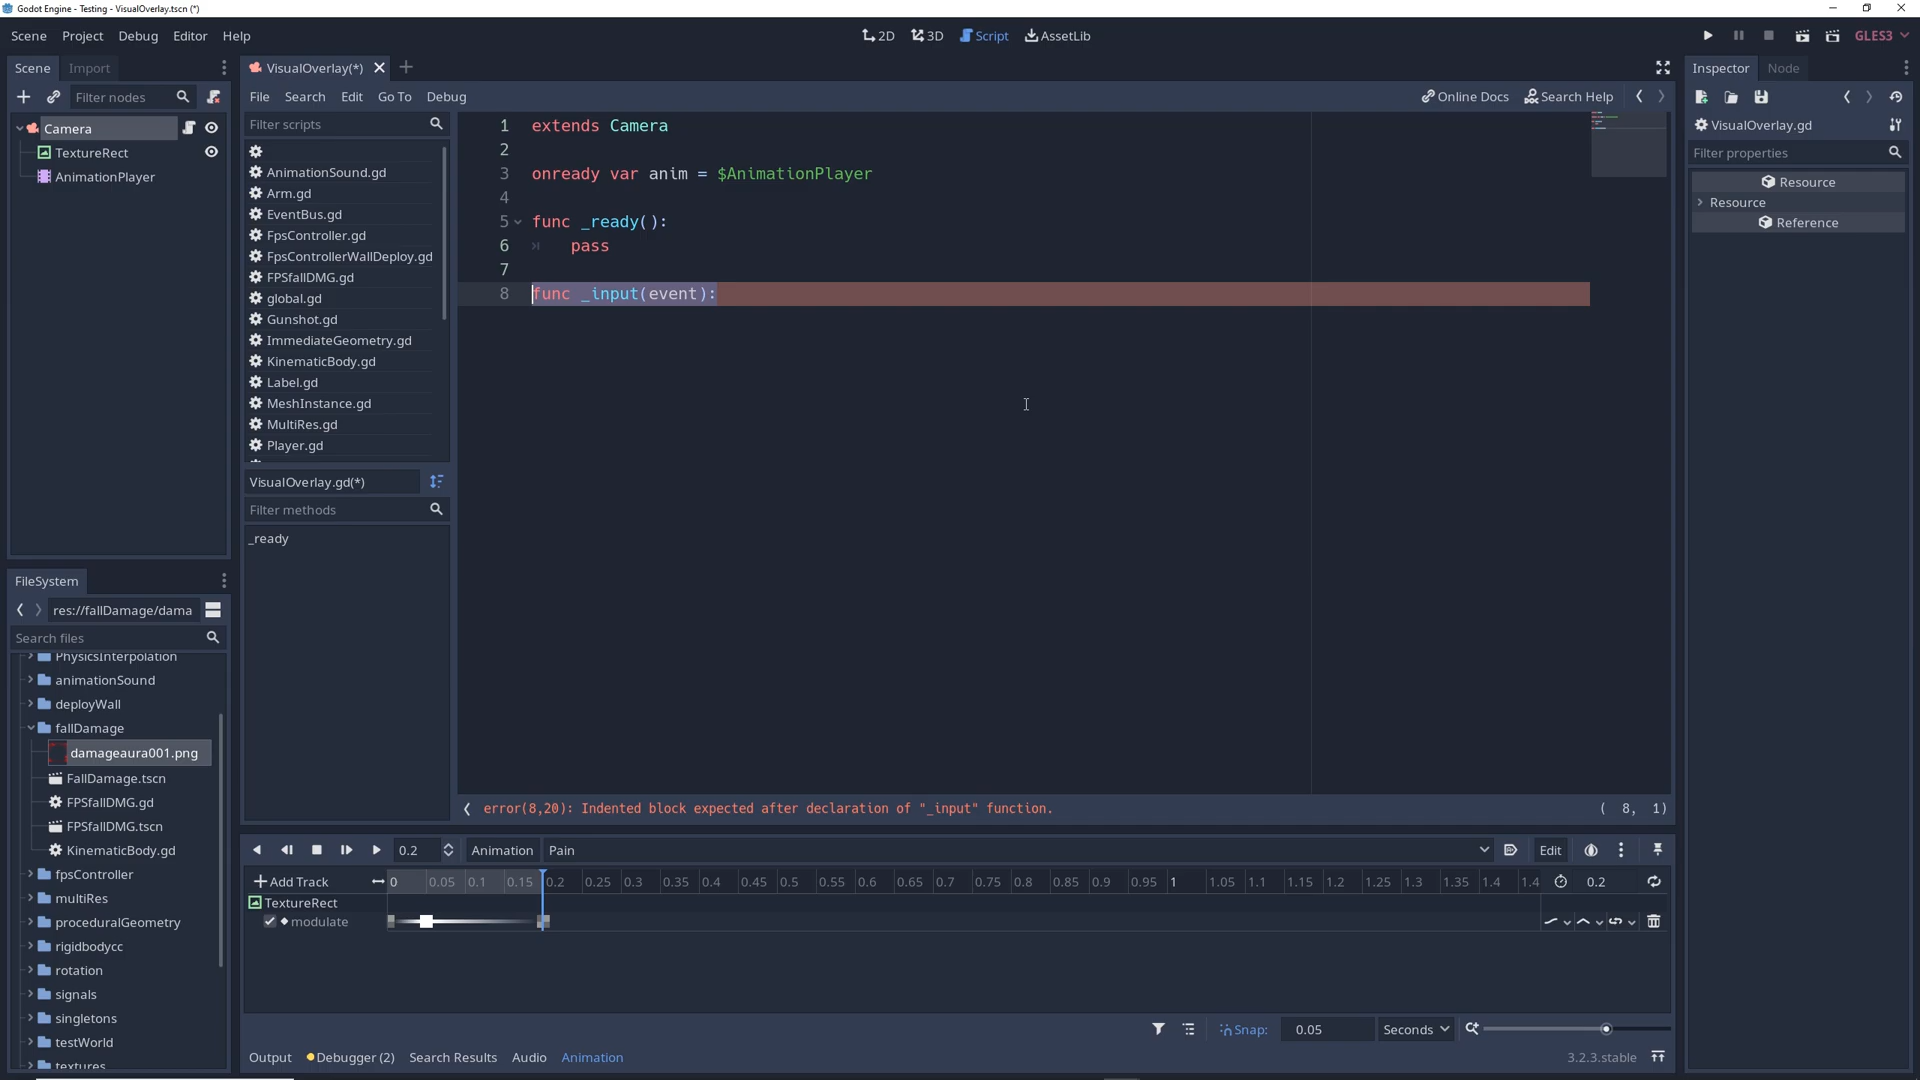 Godot Engine - Testing - VisualOverlay.tscn (*)
Scene Project Debug Editor Help
2D 3D Script AssetLib
GLES3
Scene Import
Filter nodes
Camera
TextureRect
AnimationPlayer
VisualOverlay(*)
File Search Edit Go To Debug
Online Docs Search Help
Filter scripts
AnimationSound.gd
Arm.gd
EventBus.gd
FpsController.gd
FpsControllerWallDeploy.gd
FPSfallDMG.gd
global.gd
Gunshot.gd
ImmediateGeometry.gd
KinematicBody.gd
Label.gd
MeshInstance.gd
MultiRes.gd
Player.gd
VisualOverlay.gd(*)
Filter methods
_ready
1 extends Camera
2
3 onready var anim = $AnimationPlayer
4
5 func _ready():
6 pass
7
8 func _input(event):
error(8,20): Indented block expected after declaration of "_input" function.
( 8, 1)
Inspector Node
VisualOverlay.gd
Filter properties
Resource
Resource
Reference
FileSystem
res://fallDamage/dama
Search files
PhysicsInterpolation
animationSound
deployWall
fallDamage
damageaura001.png
FallDamage.tscn
FPSfallDMG.gd
FPSfallDMG.tscn
KinematicBody.gd
fpsController
multiRes
proceduralGeometry
rigidbodycc
rotation
signals
singletons
testWorld
textures
0.2 Animation Pain Edit
Add Track 0 0.05 0.1 0.15 0.2 0.25 0.3 0.35 0.4 0.45 0.5 0.55 0.6 0.65 0.7 0.75 0.8 0.85 0.9 0.95 1 1.05 1.1 1.15 1.2 1.25 1.3 1.35 1.4 1.4 0.2
TextureRect
modulate
Snap: 0.05 Seconds
Output Debugger (2) Search Results Audio Animation
3.2.3.stable